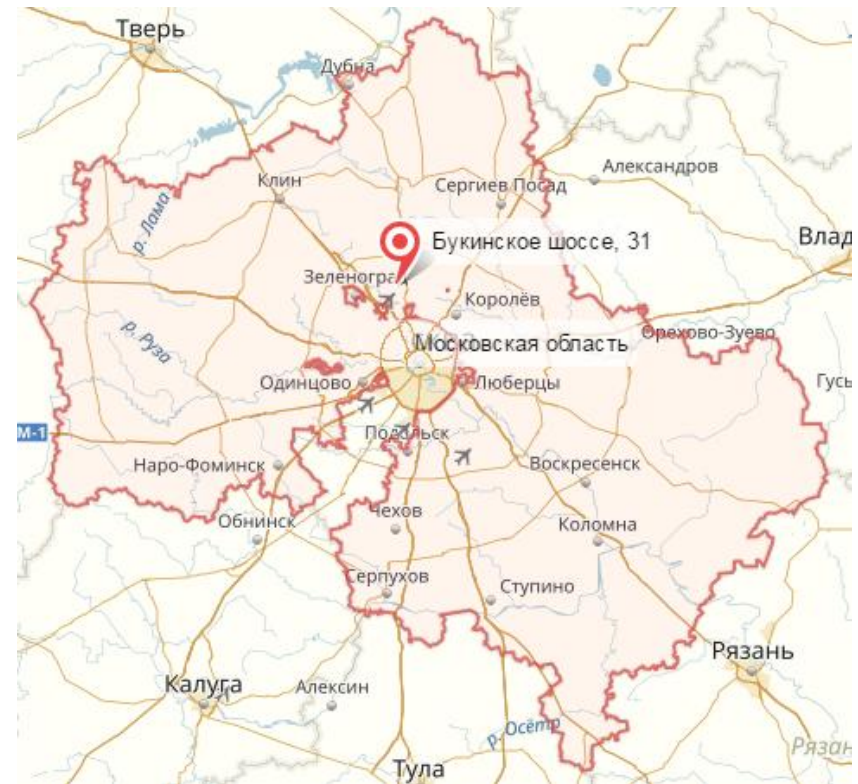 Тверь
Дубна
Александров
Клин
Сергиев Посад
р. Лама
Букинское шоссе, 31
Влад
Зеленогра
Королёв
р. Руза
Московская область
Орехово-Зуево
Одинцово
Люберцы
Гусь
М-1
Подольск
Наро-Фоминск
Воскресенск
Обнинск
Чехов
Коломна
Серпухов
Ступино
Рязань
Калуга
Алексин
р. Осётр
Рязан
Тула